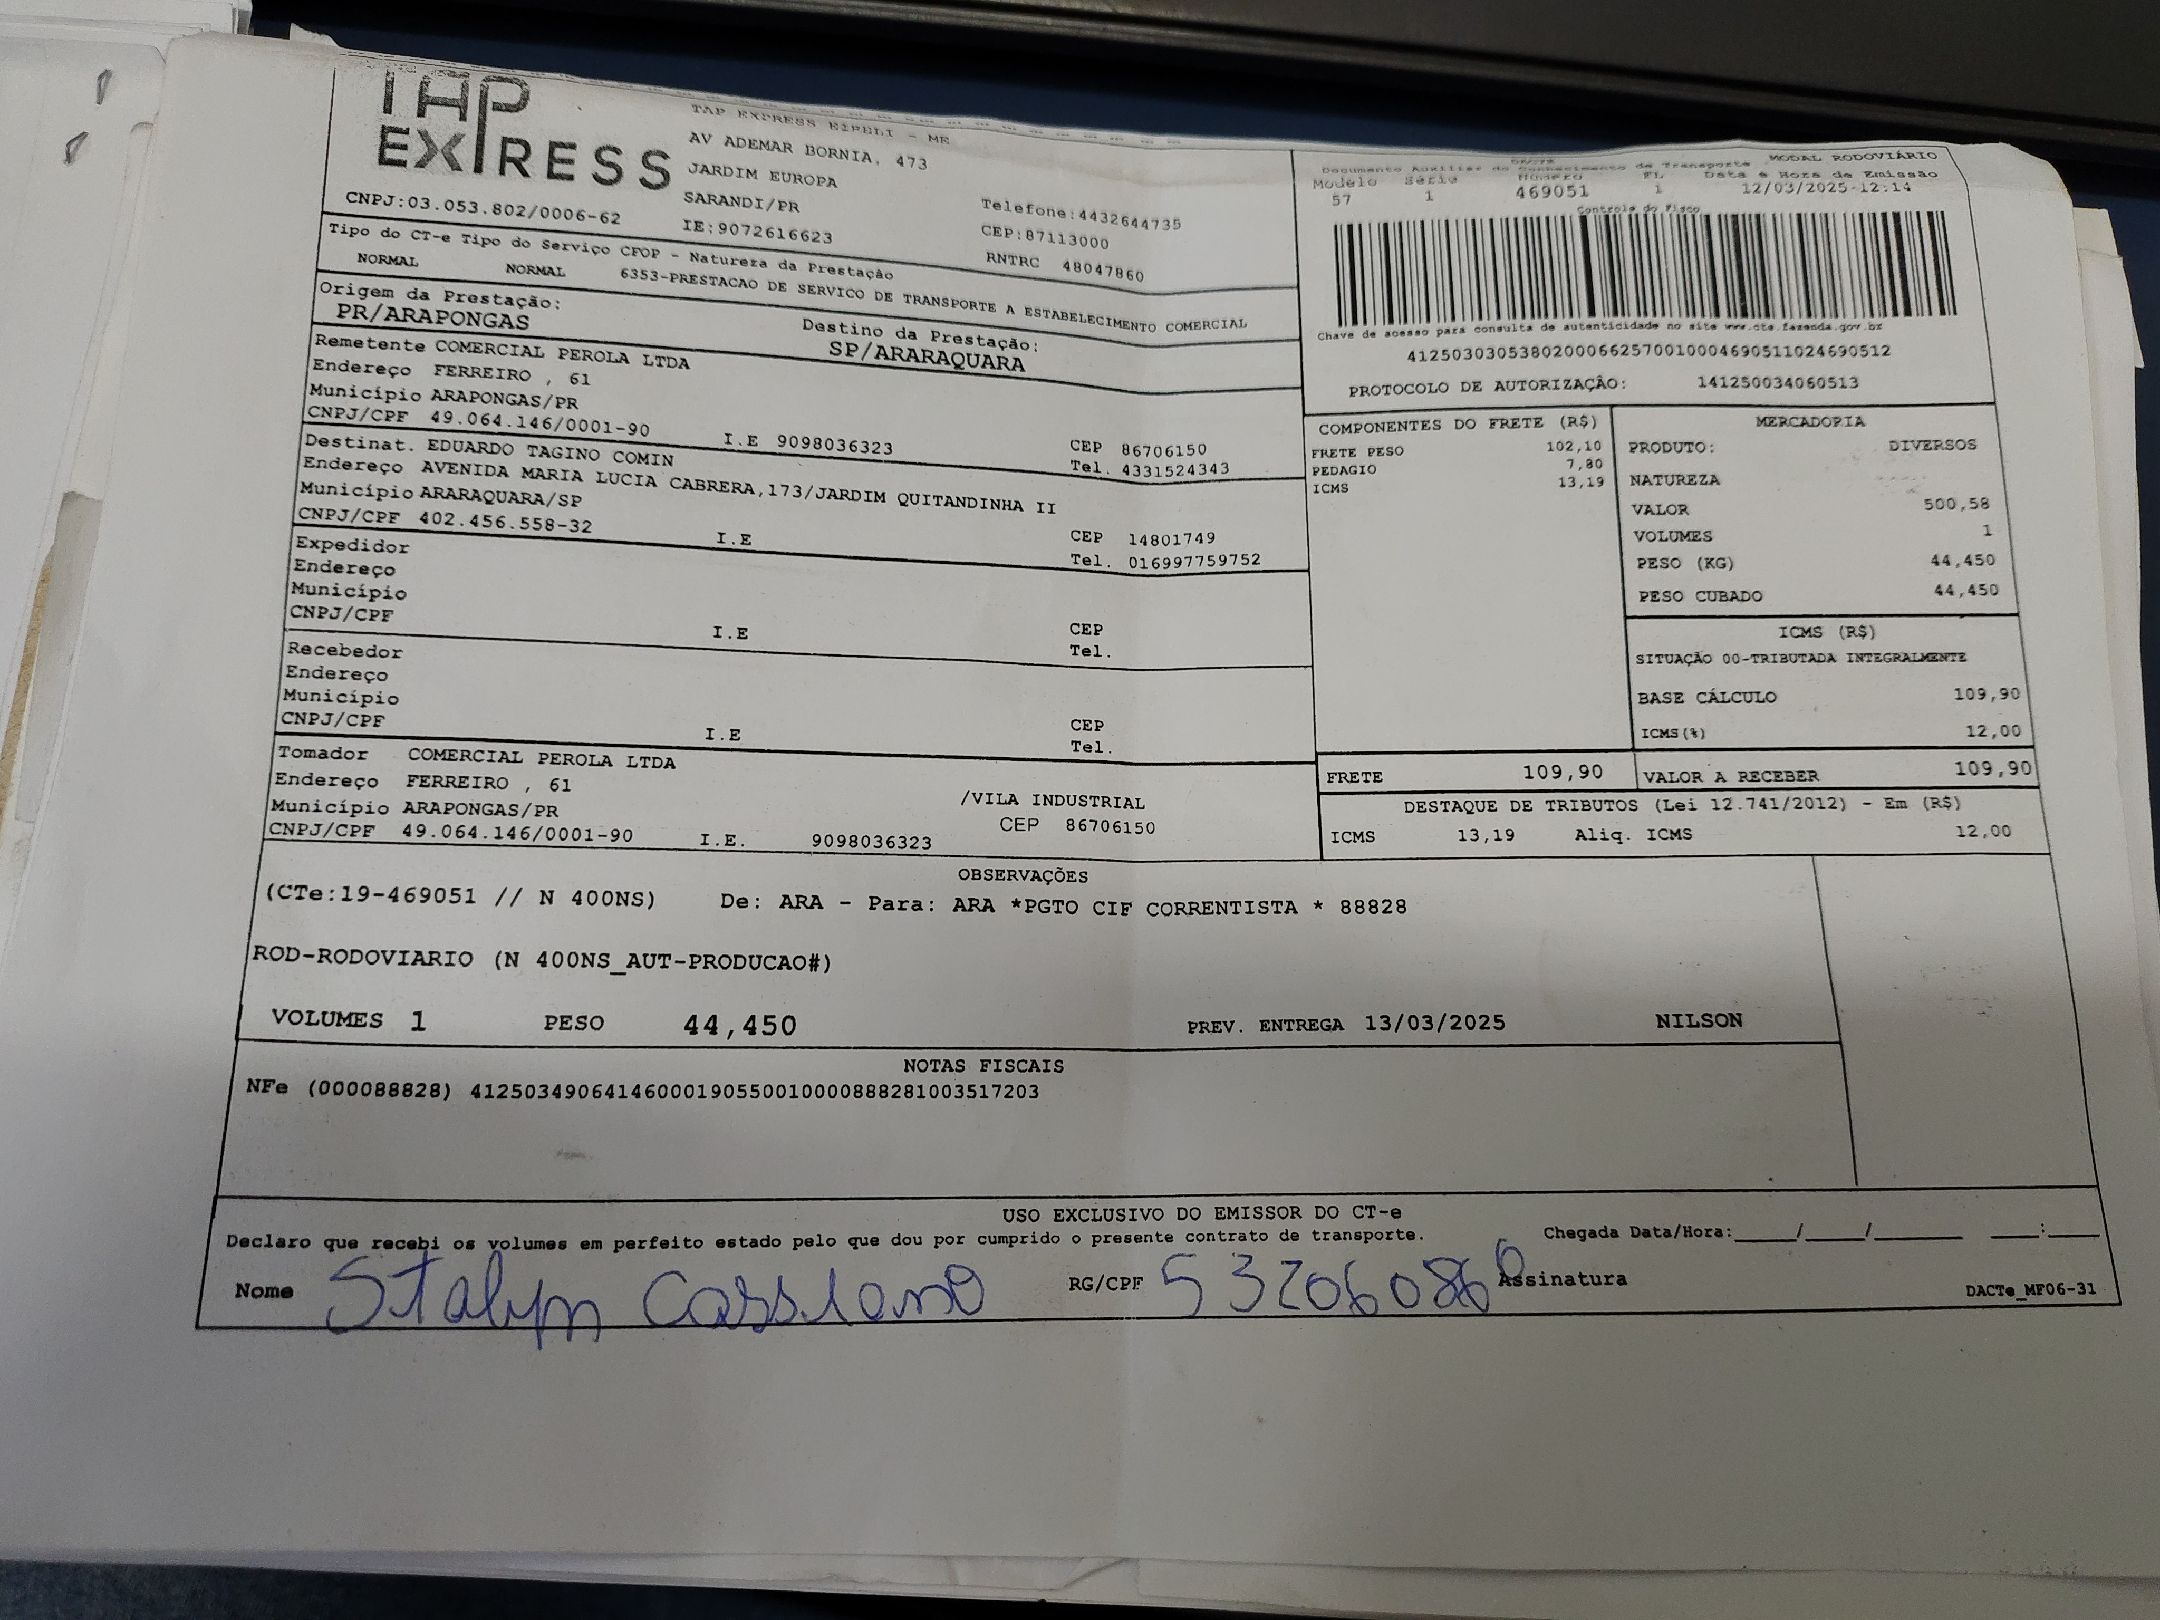 TAP
EXPRESS
TAP EXPRESS EIRELI - ME
AV ADEMAR BORNIA, 473
JARDIM EUROPA
SARANDI/PR
Telefone:4432644735
CNPJ:03.053.802/0006-62
IE:9072616623
CEP:87113000
RNTRC 48047860
Tipo do CT-e Tipo do Serviço CFOP - Natureza da Prestação
NORMAL NORMAL 6353-PRESTACAO DE SERVICO DE TRANSPORTE A ESTABELECIMENTO COMERCIAL
Origem da Prestação:
PR/ARAPONGAS
Destino da Prestação:
SP/ARARAQUARA
Remetente COMERCIAL PEROLA LTDA
Endereço FERREIRO , 61
Município ARAPONGAS/PR
CNPJ/CPF 49.064.146/0001-90 I.E 9098036323
CEP 86706150
Tel. 4331524343
Destinat. EDUARDO TAGINO COMIN
Endereço AVENIDA MARIA LUCIA CABRERA,173/JARDIM QUITANDINHA II
Município ARARAQUARA/SP
CNPJ/CPF 402.456.558-32 I.E
CEP 14801749
Tel. 016997759752
Expedidor
Endereço
Município
CNPJ/CPF I.E
CEP
Tel.
Recebedor
Endereço
Município
CNPJ/CPF I.E
CEP
Tel.
Tomador COMERCIAL PEROLA LTDA
Endereço FERREIRO , 61 /VILA INDUSTRIAL
Município ARAPONGAS/PR CEP 86706150
CNPJ/CPF 49.064.146/0001-90 I.E. 9098036323
DACTE MODAL RODOVIÁRIO
Documento Auxiliar do Conhecimento de Transporte
Modelo Série Número FL Data e Hora de Emissão
57 1 469051 1 12/03/2025-12:14
Controle do Fisco
Chave de acesso para consulta de autenticidade no site www.cte.fazenda.gov.br
41250303053802000662570010004690511024690512
PROTOCOLO DE AUTORIZAÇÃO: 141250034060513
COMPONENTES DO FRETE (R$)
FRETE PESO 102,10
PEDAGIO 7,80
ICMS 13,19
MERCADORIA
PRODUTO: DIVERSOS
NATUREZA
VALOR 500,58
VOLUMES 1
PESO (KG) 44,450
PESO CUBADO 44,450
ICMS (R$)
SITUAÇÃO 00-TRIBUTADA INTEGRALMENTE
BASE CÁLCULO 109,90
ICMS(%) 12,00
FRETE 109,90 VALOR A RECEBER 109,90
DESTAQUE DE TRIBUTOS (Lei 12.741/2012) - Em (R$)
ICMS 13,19 Aliq. ICMS 12,00
OBSERVAÇÕES
(CTe:19-469051 // N 400NS) De: ARA - Para: ARA *PGTO CIF CORRENTISTA * 88828
ROD-RODOVIARIO (N 400NS_AUT-PRODUCAO#)
VOLUMES 1 PESO 44,450 PREV. ENTREGA 13/03/2025 NILSON
NOTAS FISCAIS
NFe (000088828) 41250349064146000190550010000888281003517203
USO EXCLUSIVO DO EMISSOR DO CT-e
Declaro que recebi os volumes em perfeito estado pelo que dou por cumprido o presente contrato de transporte. Chegada Data/Hora:____/____/______ ___:___
Nome Stalyn Cassiano RG/CPF 532060860 Assinatura DACTe_MF06-31